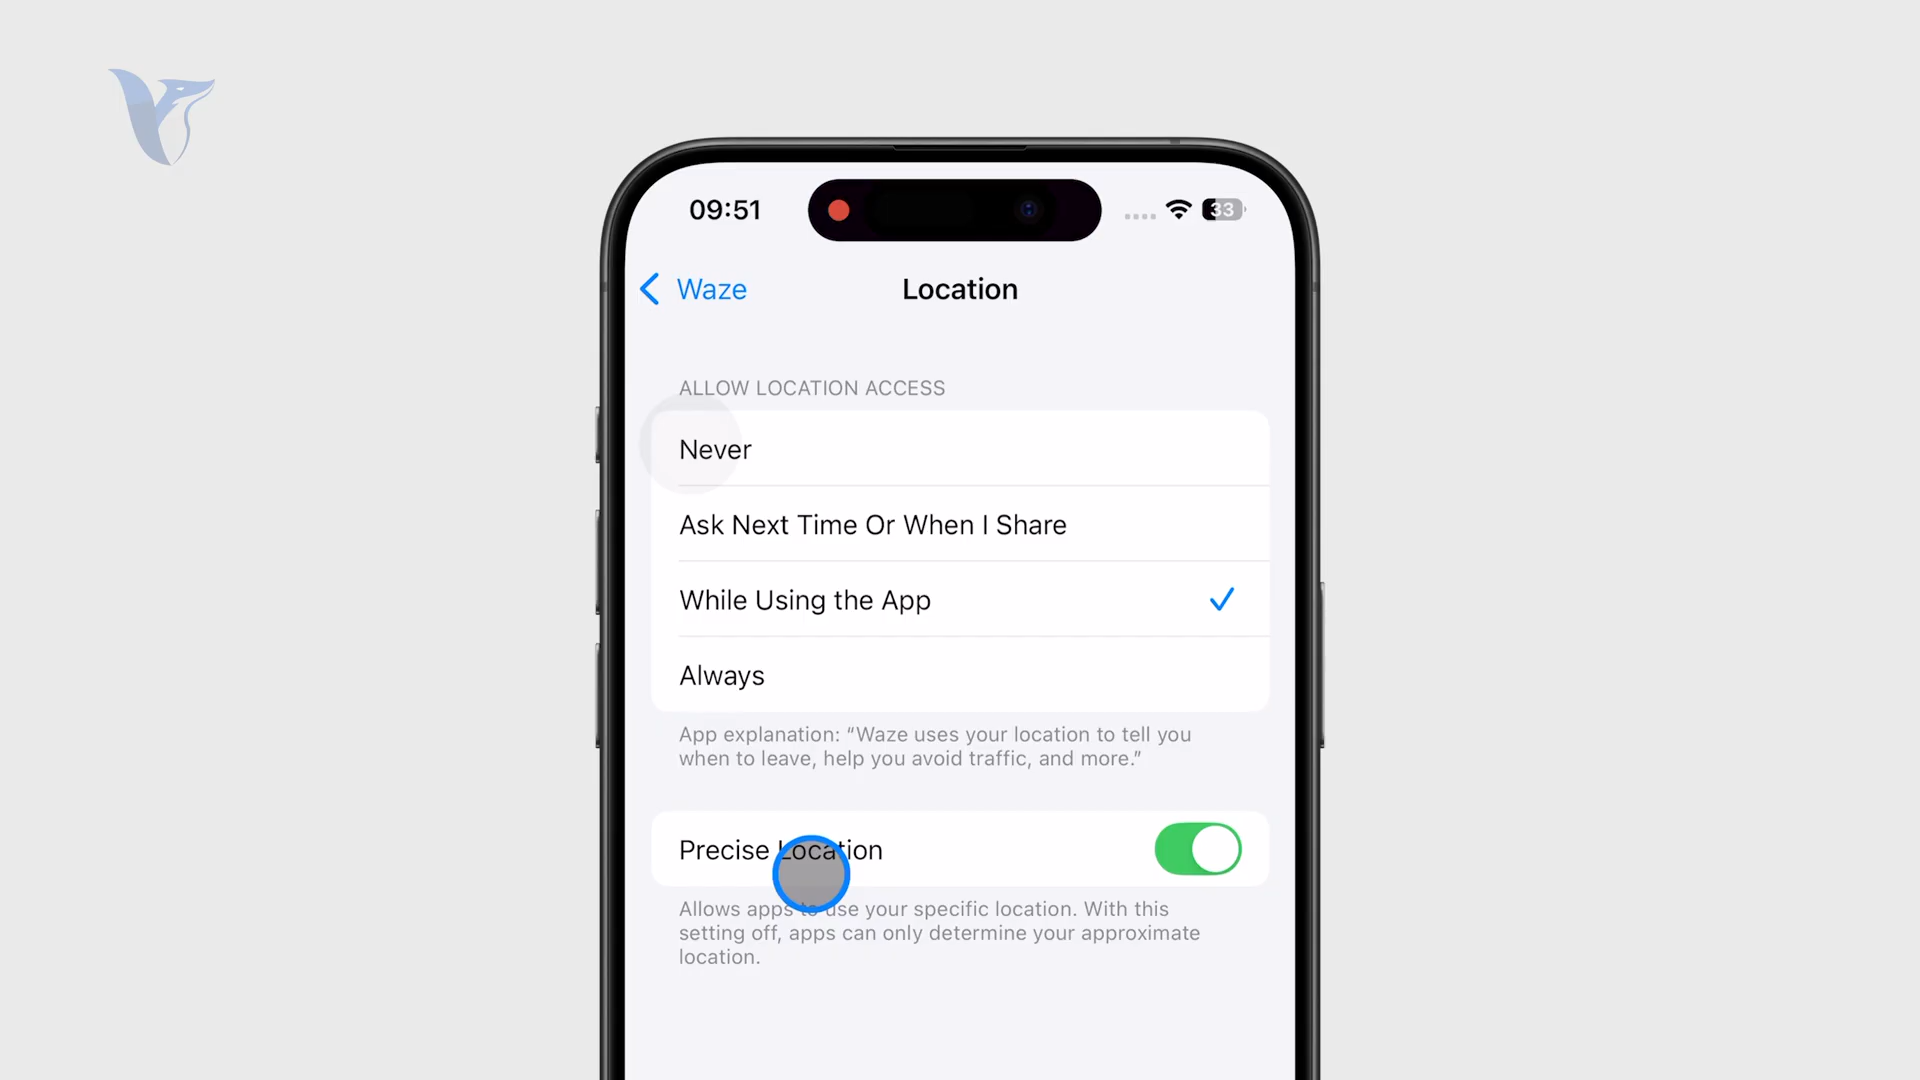 09:51
33
Waze
Location
ALLOW LOCATION ACCESS
Never
Ask Next Time Or When I Share
While Using the App
Always
App explanation: “Waze uses your location to tell you
when to leave, help you avoid traffic, and more.”
Precise Location
Allows apps to use your specific location. With this
setting off, apps can only determine your approximate
location.